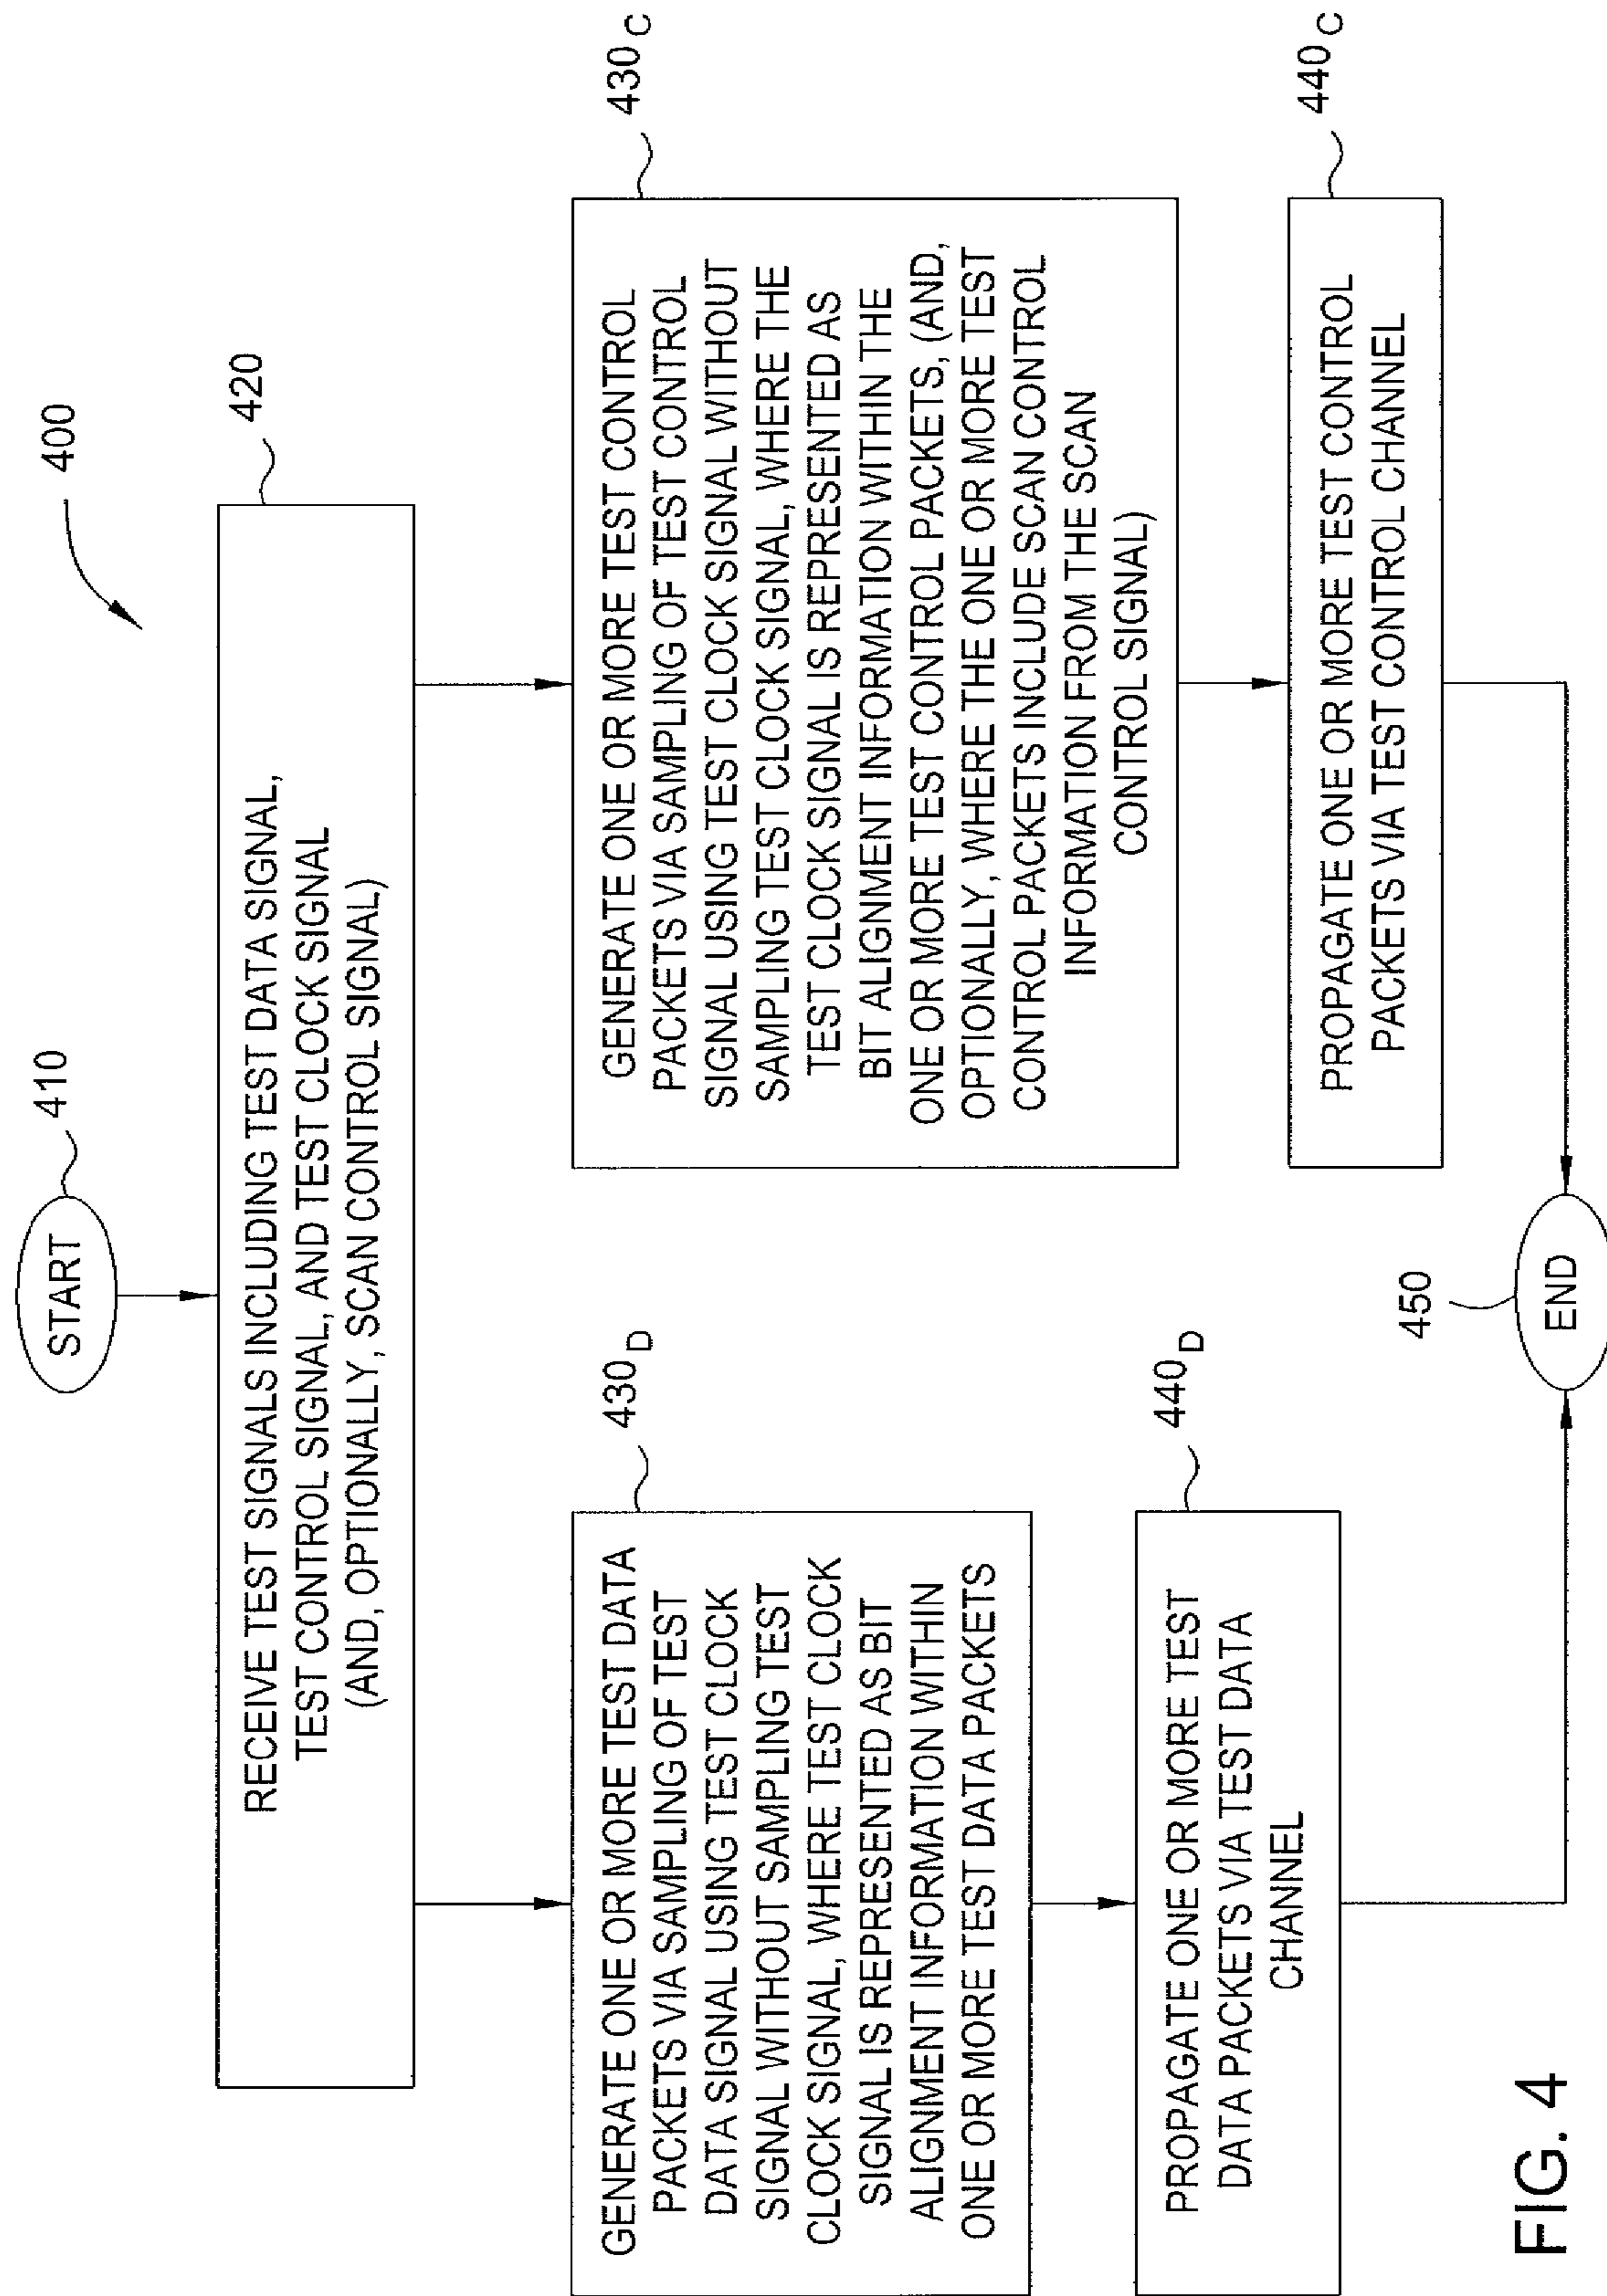 400
START
410
RECEIVE TEST SIGNALS INCLUDING TEST DATA SIGNAL,
TEST CONTROL SIGNAL, AND TEST CLOCK SIGNAL
(AND, OPTIONALLY, SCAN CONTROL SIGNAL)
420
GENERATE ONE OR MORE TEST DATA
PACKETS VIA SAMPLING OF TEST
DATA SIGNAL USING TEST CLOCK
SIGNAL WITHOUT SAMPLING TEST
CLOCK SIGNAL, WHERE TEST CLOCK
SIGNAL IS REPRESENTED AS BIT
ALIGNMENT INFORMATION WITHIN
ONE OR MORE TEST DATA PACKETS
430D
PROPAGATE ONE OR MORE TEST
DATA PACKETS VIA TEST DATA
CHANNEL
440D
GENERATE ONE OR MORE TEST CONTROL
PACKETS VIA SAMPLING OF TEST CONTROL
SIGNAL USING TEST CLOCK SIGNAL WITHOUT
SAMPLING TEST CLOCK SIGNAL, WHERE THE
TEST CLOCK SIGNAL IS REPRESENTED AS
BIT ALIGNMENT INFORMATION WITHIN THE
ONE OR MORE TEST CONTROL PACKETS, (AND,
OPTIONALLY, WHERE THE ONE OR MORE TEST
CONTROL PACKETS INCLUDE SCAN CONTROL
INFORMATION FROM THE SCAN
CONTROL SIGNAL)
430C
PROPAGATE ONE OR MORE TEST CONTROL
PACKETS VIA TEST CONTROL CHANNEL
440C
450
END
FIG. 4